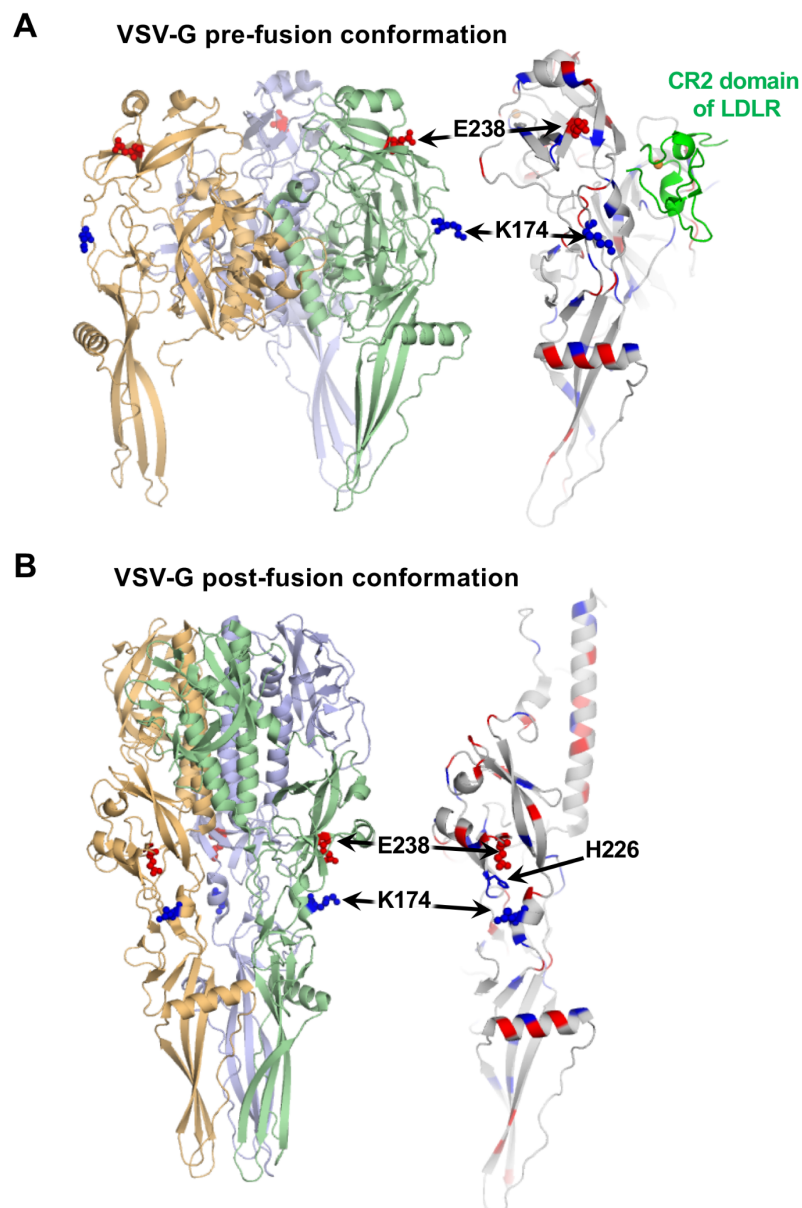 A
VSV-G pre-fusion conformation
CR2 domain
of LDLR
E238
K174
B
VSV-G post-fusion conformation
E238
H226
K174